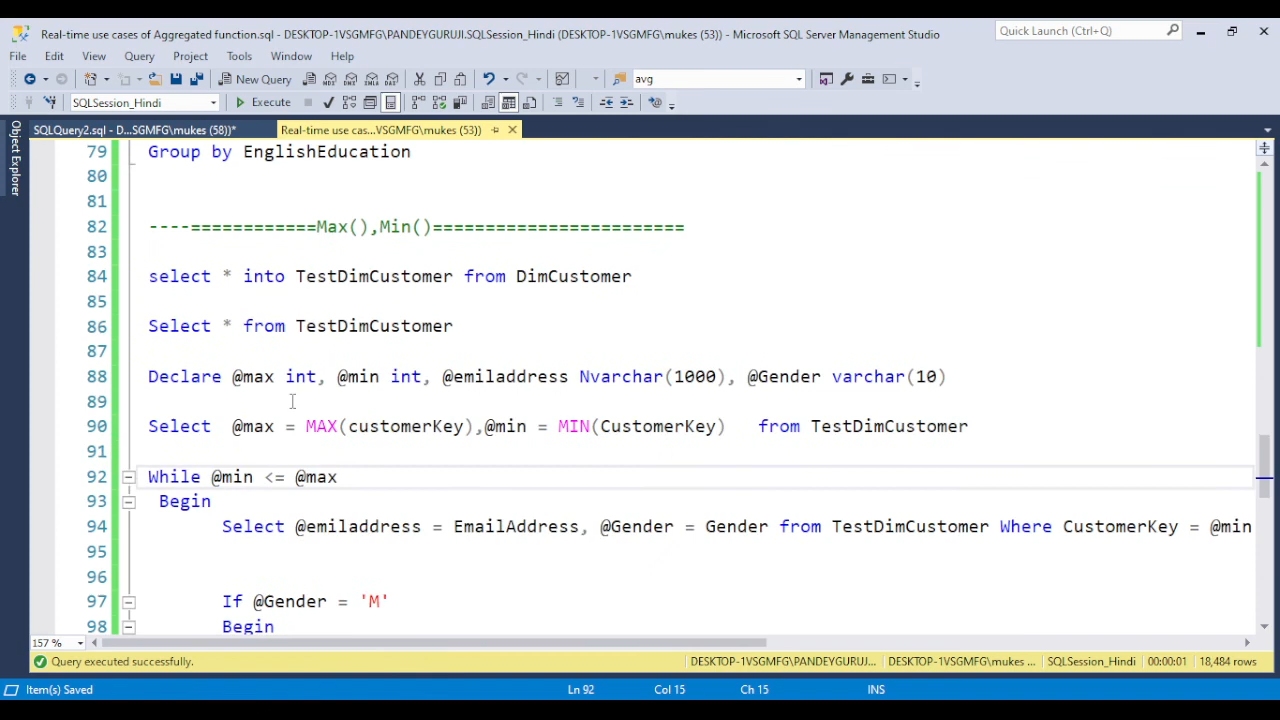 Real-time use cases of Aggregated function.sql - DESKTOP-1VSGMFG\PANDEYGURUJI.SQLSession_Hindi (DESKTOP-1VSGMFG\mukes (53)) - Microsoft SQL Server Management Studio
Quick Launch (Ctrl+Q)
File Edit View Query Project Tools Window Help
New Query MDX DMX XMLA DAX avg
SQLSession_Hindi Execute
Object Explorer
SQLQuery2.sql - D...SGMFG\mukes (58))* Real-time use cas...VSGMFG\mukes (53))
79 Group by EnglishEducation
80
81
82 ----============Max(),Min()========================
83
84 select * into TestDimCustomer from DimCustomer
85
86 Select * from TestDimCustomer
87
88 Declare @max int, @min int, @emiladdress Nvarchar(1000), @Gender varchar(10)
89
90 Select @max = MAX(customerKey),@min = MIN(CustomerKey) from TestDimCustomer
91
92 While @min <= @max
93 Begin
94 Select @emiladdress = EmailAddress, @Gender = Gender from TestDimCustomer Where CustomerKey = @min
95
96
97 If @Gender = 'M'
98 Begin
157 %
Query executed successfully. DESKTOP-1VSGMFG\PANDEYGURUJI... DESKTOP-1VSGMFG\mukes ... SQLSession_Hindi 00:00:01 18,484 rows
Item(s) Saved Ln 92 Col 15 Ch 15 INS